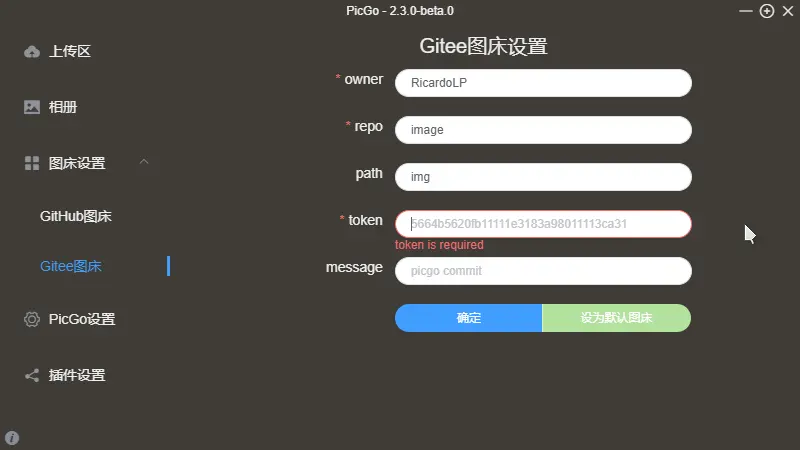 PicGo - 2.3.0-beta.0
上传区
相册
图床设置
GitHub图床
Gitee图床
PicGo设置
插件设置
Gitee图床设置
* owner
RicardoLP
* repo
image
path
img
* token
5664b5620fb11111e3183a98011113ca31
token is required
message
picgo commit
确定
设为默认图床